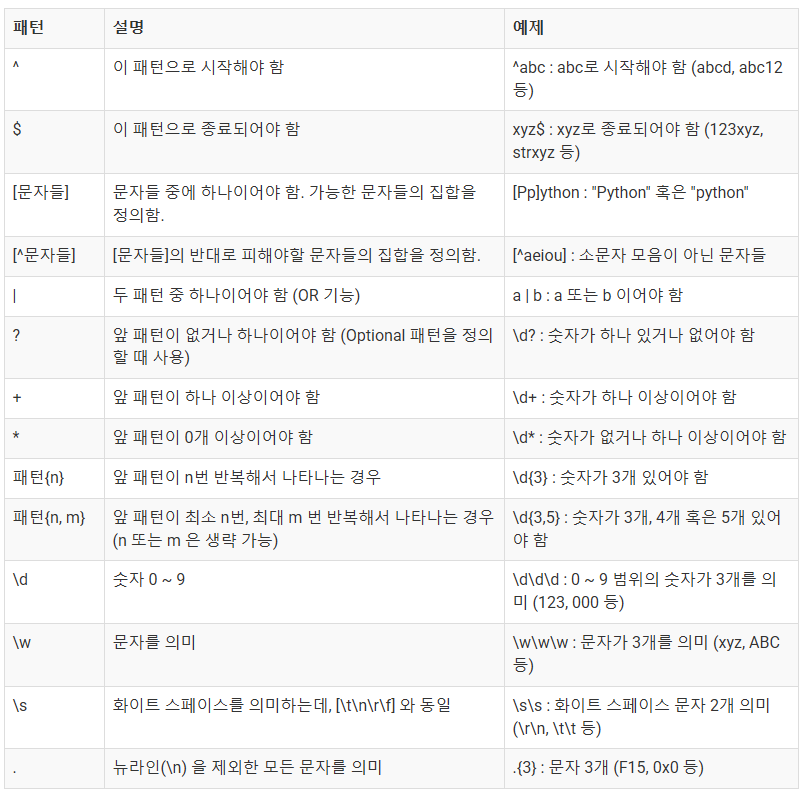 패턴 설명 예제
^ 이 패턴으로 시작해야 함 ^abc : abc로 시작해야 함 (abcd, abc12
등)
$ 이 패턴으로 종료되어야 함 xyz$ : xyz로 종료되어야 함 (123xyz,
strxyz 등)
[문자들] 문자들 중에 하나이어야 함. 가능한 문자들의 집합을 [Pp]ython : "Python" 혹은 "python"
정의함.
[^문자들] [문자들]의 반대로 피해야할 문자들의 집합을 정의함. [^aeiou] : 소문자 모음이 아닌 문자들
| 두 패턴 중 하나이어야 함 (OR 기능) a | b : a 또는 b 이어야 함
? 앞 패턴이 없거나 하나이어야 함 (Optional 패턴을 정의 \d? : 숫자가 하나 있거나 없어야 함
할 때 사용)
+ 앞 패턴이 하나 이상이어야 함 \d+ : 숫자가 하나 이상이어야 함
* 앞 패턴이 0개 이상이어야 함 \d* : 숫자가 없거나 하나 이상이어야 함
패턴{n} 앞 패턴이 n번 반복해서 나타나는 경우 \d{3} : 숫자가 3개 있어야 함
패턴{n, m} 앞 패턴이 최소 n번, 최대 m 번 반복해서 나타나는 경우 \d{3,5} : 숫자가 3개, 4개 혹은 5개 있어
(n 또는 m 은 생략 가능) 야 함
\d 숫자 0 ~ 9 \d\d\d : 0 ~ 9 범위의 숫자가 3개를 의
미 (123, 000 등)
\w 문자를 의미 \w\w\w : 문자가 3개를 의미 (xyz, ABC
등)
\s 화이트 스페이스를 의미하는데, [\t\n\r\f] 와 동일 \s\s : 화이트 스페이스 문자 2개 의미
(\r\n, \t\t 등)
. 뉴라인(\n) 을 제외한 모든 문자를 의미 .{3} : 문자 3개 (F15, 0x0 등)